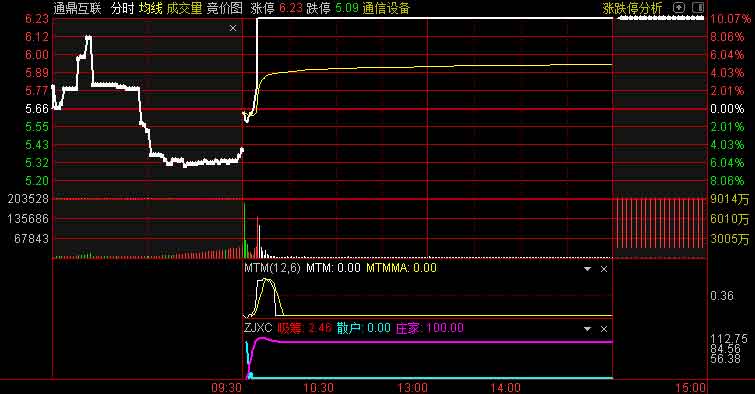 通鼎互联 分时 均线 成交量 竞价图 涨停 6.23 跌停 5.09 通信设备 涨跌停分析
6.23 10.07%
6.12 8.06%
6.00 6.04%
5.89 4.03%
5.77 2.01%
5.66 0.00%
5.55 2.01%
5.43 4.03%
5.32 6.04%
5.20 8.06%
203528 9014万
135686 6010万
67843 3005万
MTM(12,6) MTM: 0.00 MTMMA: 0.00
0.36
ZJXC 吸筹: 2.46 散户: 0.00 庄家: 100.00
112.75
84.56
56.38
09:30 10:30 13:00 14:00 15:00